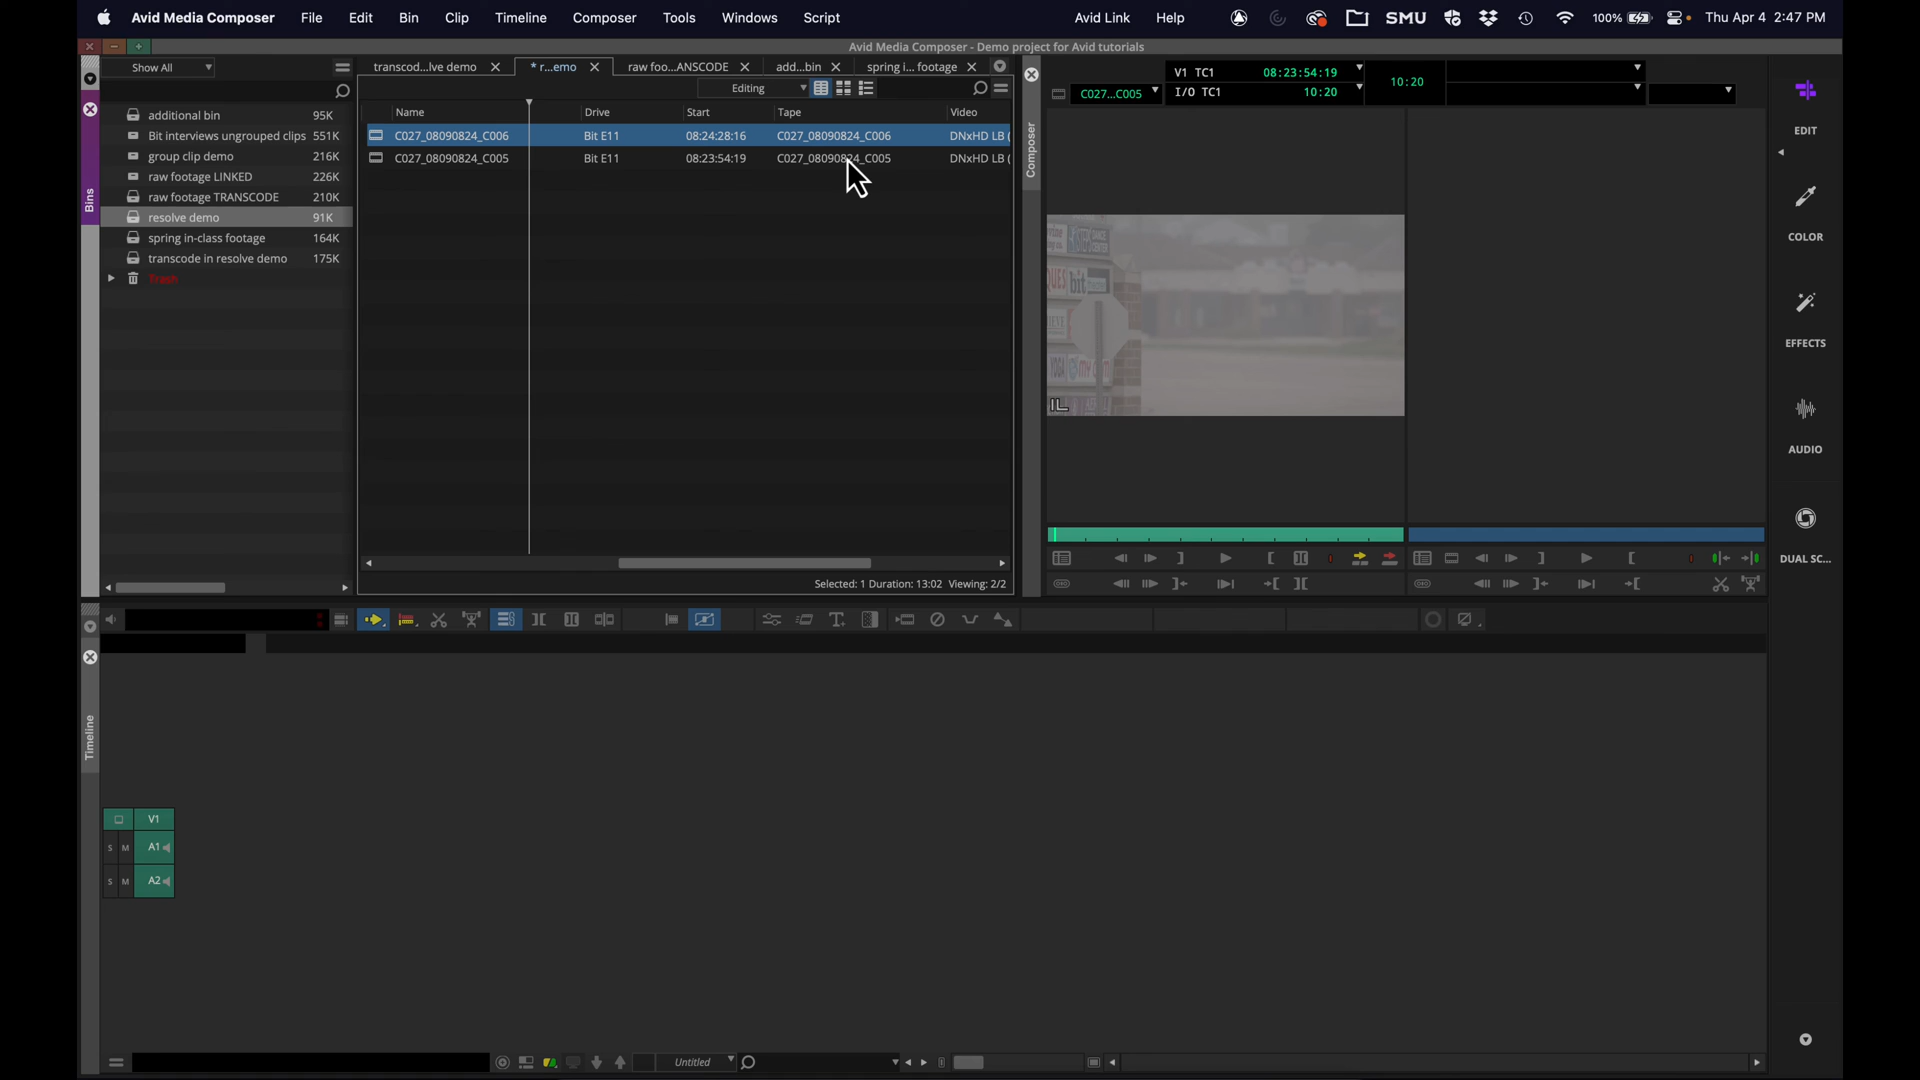 Avid Media Composer File Edit Bin Clip Timeline Composer Tools Windows Script Avid Link Help SMU 100% Thu Apr 4 2:47 PM
Avid Media Composer - Demo project for Avid tutorials
Show All
transcod...lve demo
* r...emo
raw foo...ANSCODE
add...bin
spring i... footage
Editing
Name Drive Start Tape Video
C027_08090824_C006 Bit E11 08:24:28:16 C027_08090824_C006 DNxHD LB (
C027_08090824_C005 Bit E11 08:23:54:19 C027_08090824_C005 DNxHD LB (
Bins
additional bin 95K
Bit interviews ungrouped clips 551K
group clip demo 216K
raw footage LINKED 226K
raw footage TRANSCODE 210K
resolve demo 91K
spring in-class footage 164K
transcode in resolve demo 175K
Trash
Selected: 1 Duration: 13:02 Viewing: 2/2
Composer
C027...C005
V1 TC1 08:23:54:19
I/O TC1 10:20
10:20
QUES bit
YOGA
EDIT
COLOR
EFFECTS
AUDIO
DUAL SC...
Timeline
V1
S M A1
S M A2
Untitled